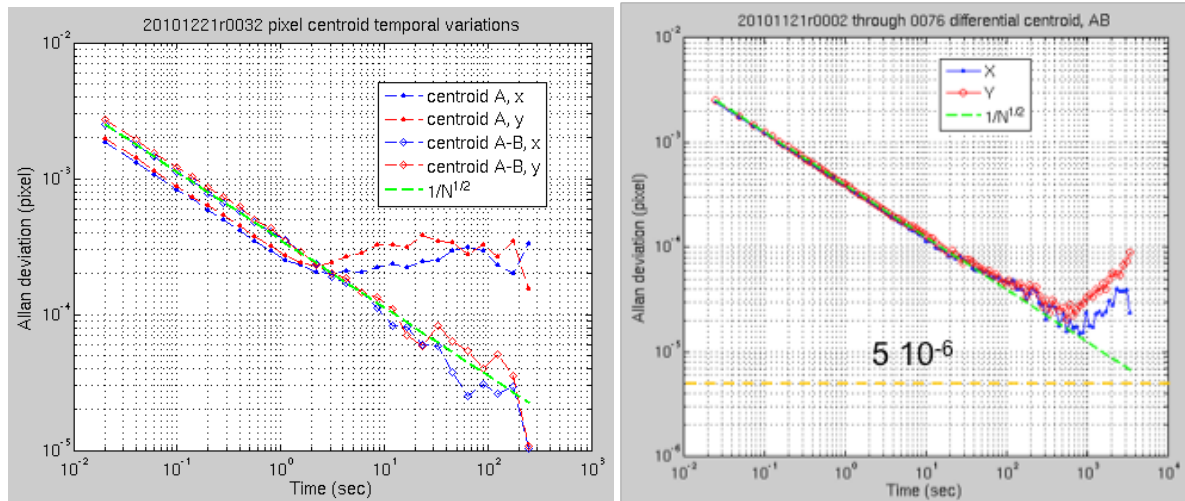 20101221r0032 pixel centroid temporal variations
Allan deviation (pixel)
10^-2
10^-3
10^-4
10^-5
centroid A, x
centroid A, y
centroid A-B, x
centroid A-B, y
1/N^1/2
10^-2 10^-1 10^0 10^1 10^2 10^3
Time (sec)
20101121r0002 through 0076 differential centroid, AB
Allan deviation (pixel)
10^-2
10^-3
10^-4
10^-5
10^-6
X
Y
1/N^1/2
5 10^-6
10^-2 10^-1 10^0 10^1 10^2 10^3 10^4
Time (sec)